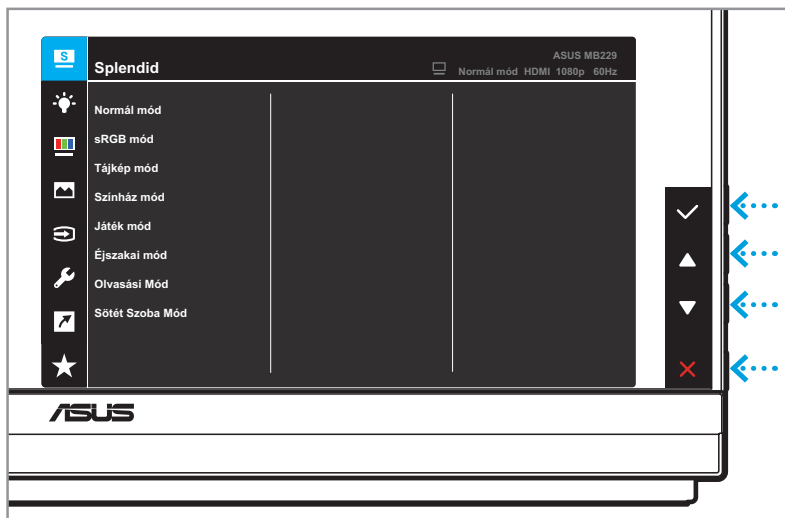 S
Splendid
ASUS MB229
Normál mód HDMI 1080p 60Hz
Normál mód
sRGB mód
Tájkép mód
Színház mód
Játék mód
Éjszakai mód
Olvasási Mód
Sötét Szoba Mód
ASUS